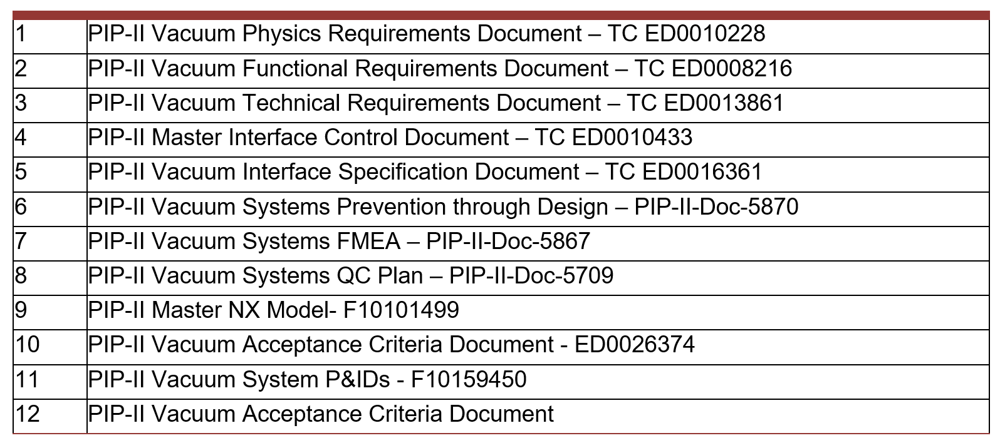 1 PIP-II Vacuum Physics Requirements Document – TC ED0010228
2 PIP-II Vacuum Functional Requirements Document – TC ED0008216
3 PIP-II Vacuum Technical Requirements Document – TC ED0013861
4 PIP-II Master Interface Control Document – TC ED0010433
5 PIP-II Vacuum Interface Specification Document – TC ED0016361
6 PIP-II Vacuum Systems Prevention through Design – PIP-II-Doc-5870
7 PIP-II Vacuum Systems FMEA – PIP-II-Doc-5867
8 PIP-II Vacuum Systems QC Plan – PIP-II-Doc-5709
9 PIP-II Master NX Model- F10101499
10 PIP-II Vacuum Acceptance Criteria Document - ED0026374
11 PIP-II Vacuum System P&IDs - F10159450
12 PIP-II Vacuum Acceptance Criteria Document